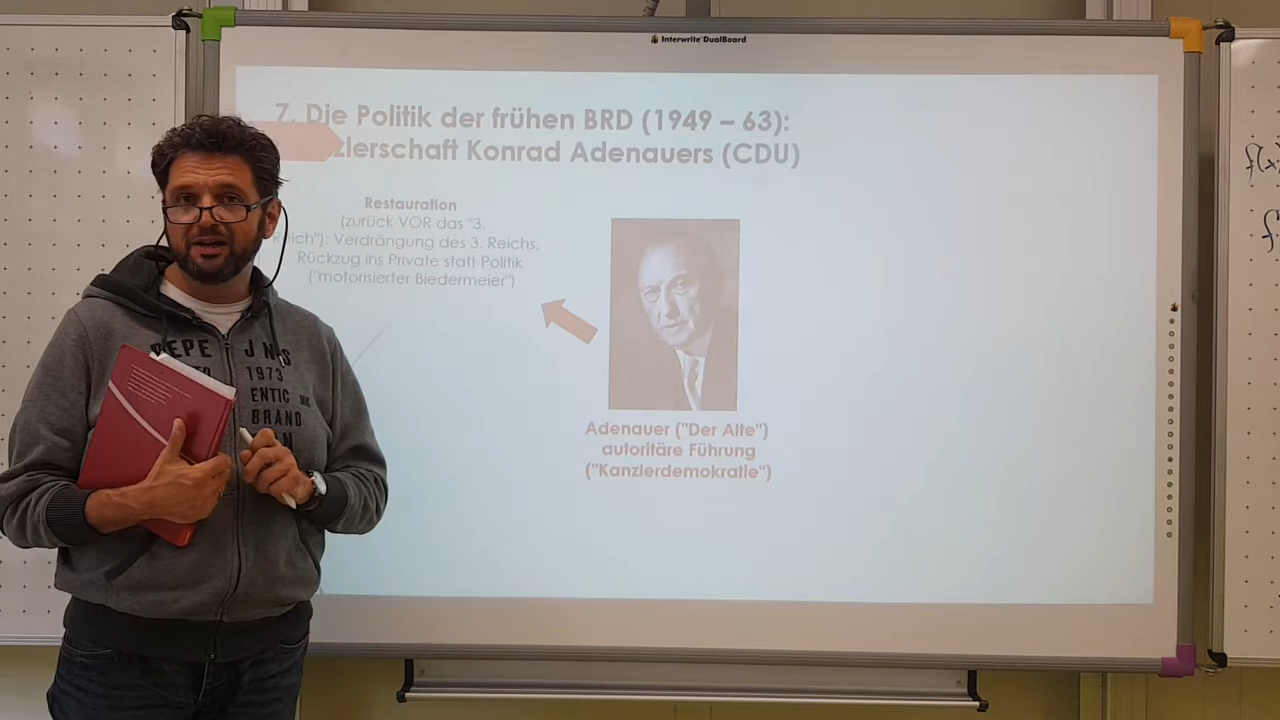 Interwrite DualBoard
7. Die Politik der frühen BRD (1949 – 63):
zlerschaft Konrad Adenauers (CDU)
Restauration
(zurück VOR das "3.
Reich"): Verdrängung des 3. Reichs,
Rückzug ins Private statt Politik
("motorisierter Biedermeier")
Adenauer ("Der Alte")
autoritäre Führung
("Kanzlerdemokratie")
PEPE JNS
1973
ENTIC
BRAND
f(x)
f